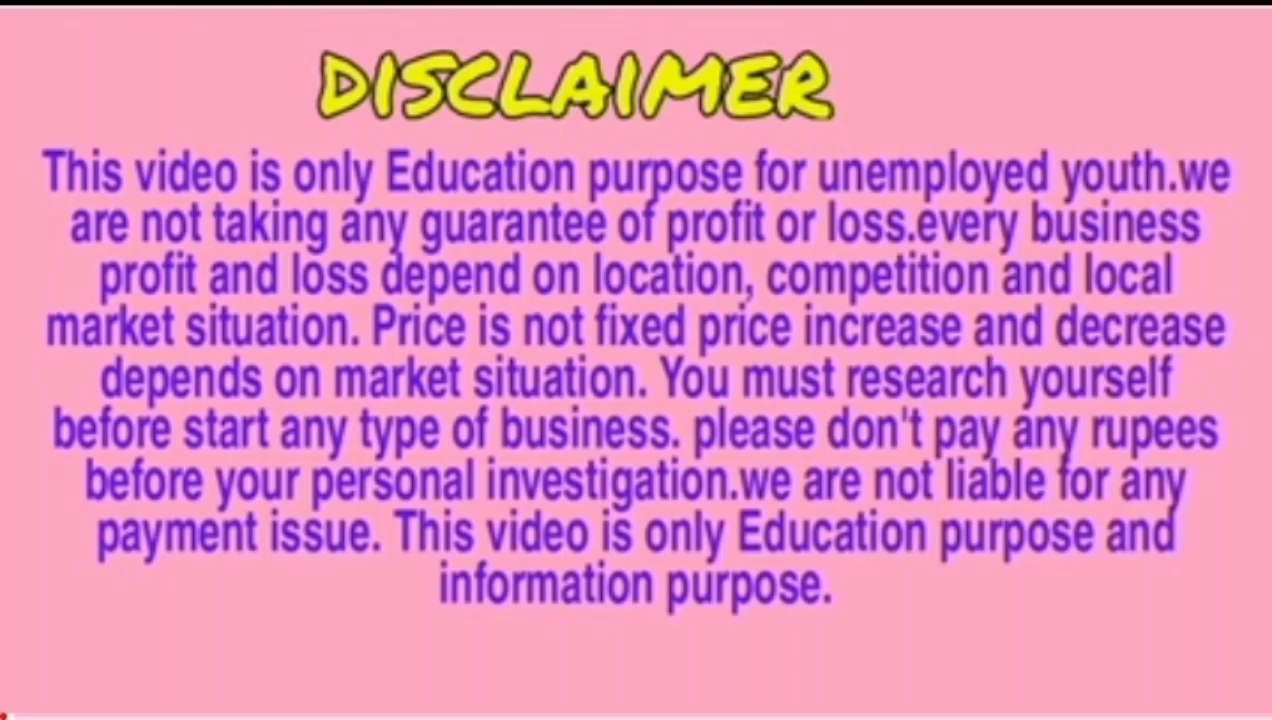 DISCLAIMER
This video is only Education purpose for unemployed youth.we
are not taking any guarantee of profit or loss.every business
profit and loss depend on location, competition and local
market situation. Price is not fixed price increase and decrease
depends on market situation. You must research yourself
before start any type of business. please don't pay any rupees
before your personal investigation.we are not liable for any
payment issue. This video is only Education purpose and
information purpose.